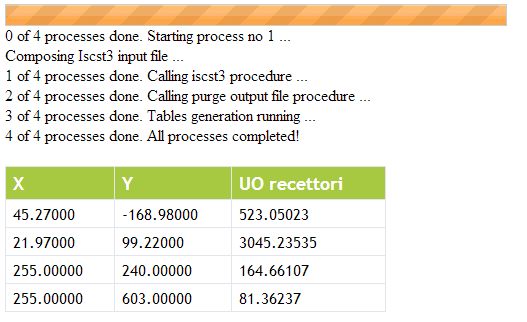 0 of 4 processes done. Starting process no 1 ...
Composing Iscst3 input file ...
1 of 4 processes done. Calling iscst3 procedure ...
2 of 4 processes done. Calling purge output file procedure ...
3 of 4 processes done. Tables generation running ...
4 of 4 processes done. All processes completed!
X Y UO recettori
45.27000 -168.98000 523.05023
21.97000 99.22000 3045.23535
255.00000 240.00000 164.66107
255.00000 603.00000 81.36237